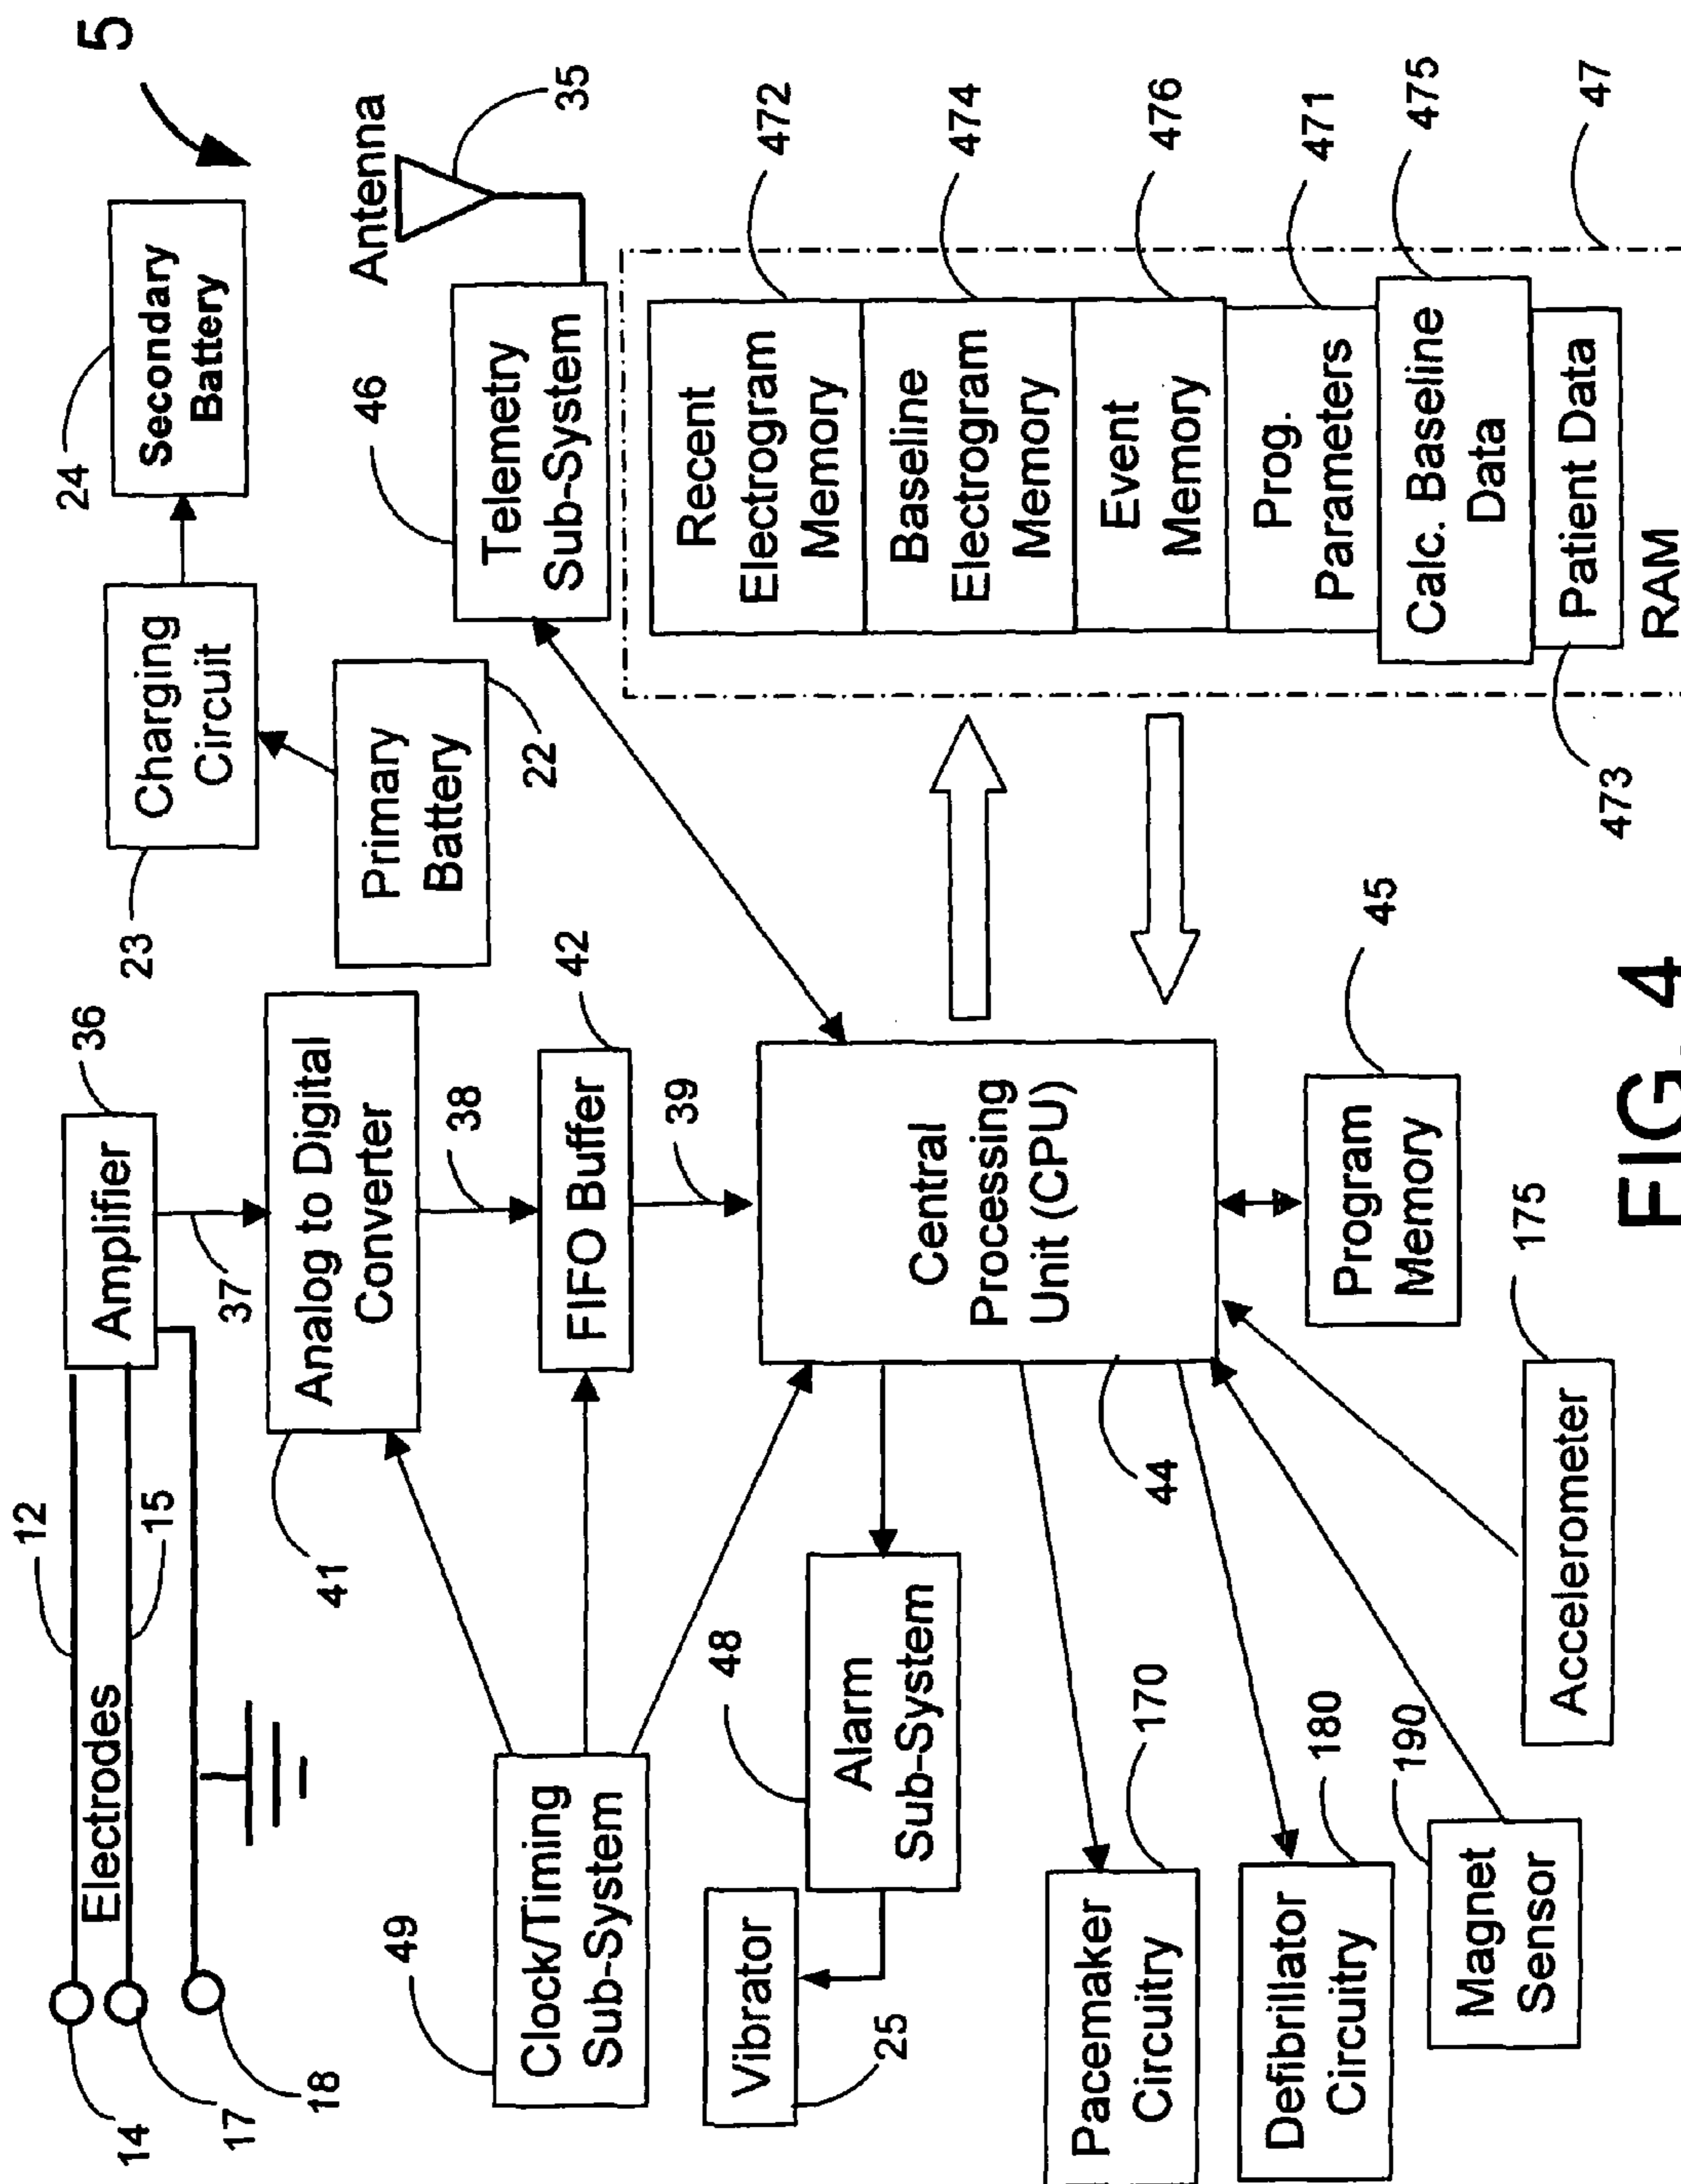 5
14
17
18
Electrodes
12
15
Amplifier
36
37
41
Analog to Digital
Converter
38
FIFO Buffer
42
39
23
Charging
Circuit
24
Secondary
Battery
Primary
Battery
22
Antenna
35
46
Telemetry
Sub-System
49
Clock/Timing
Sub-System
Vibrator
25
48
Alarm
Sub-System
Central
Processing
Unit (CPU)
44
Pacemaker
Circuitry
170
Defibrillator
Circuitry
180
Magnet
Sensor
190
Accelerometer
175
Program
Memory
45
Recent
Electrogram
Memory
472
Baseline
Electrogram
Memory
474
Event
Memory
476
Prog.
Parameters
471
Calc. Baseline
Data
475
Patient Data
473
RAM
47
FIG. 4